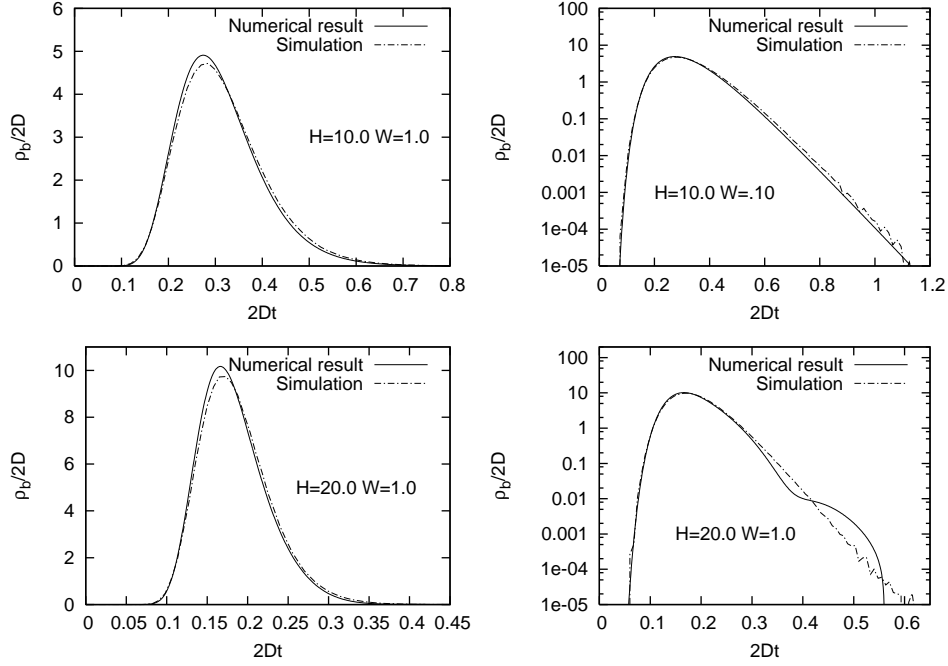 Numerical result
Simulation
H=10.0 W=1.0
ρb/2D
0
1
2
3
4
5
6
0 0.1 0.2 0.3 0.4 0.5 0.6 0.7 0.8
2Dt
Numerical result
Simulation
H=10.0 W=.10
ρb/2D
100
10
1
0.1
0.01
0.001
1e-04
1e-05
0 0.2 0.4 0.6 0.8 1 1.2
2Dt
Numerical result
Simulation
H=20.0 W=1.0
ρb/2D
10
8
6
4
2
0
0 0.05 0.1 0.15 0.2 0.25 0.3 0.35 0.4 0.45
2Dt
Numerical result
Simulation
H=20.0 W=1.0
ρb/2D
100
10
1
0.1
0.01
0.001
1e-04
1e-05
0 0.1 0.2 0.3 0.4 0.5 0.6
2Dt